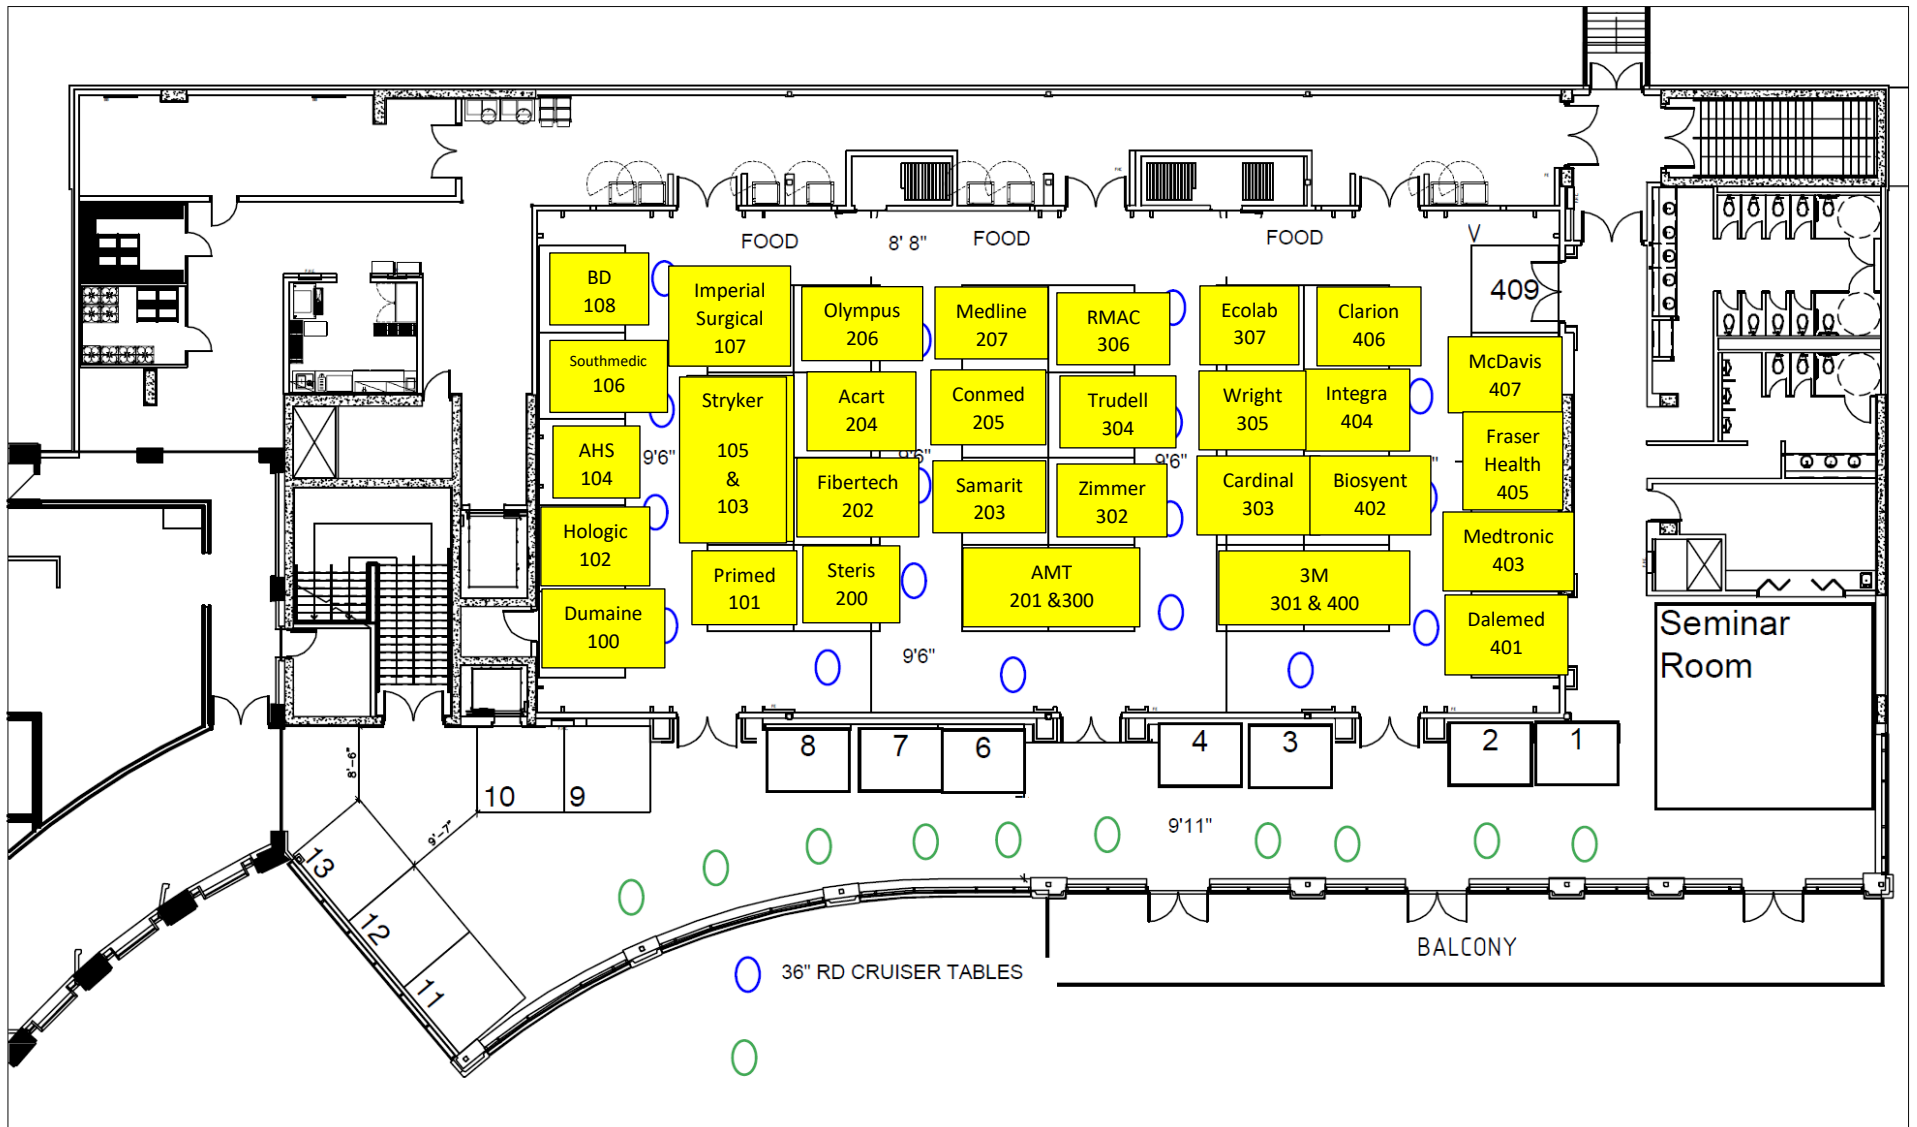 FOOD
8' 8"
FOOD
FOOD
V
409
BD
108
Imperial
Surgical
107
Olympus
206
Medline
207
RMAC
306
Ecolab
307
Clarion
406
Southmedic
106
McDavis
407
Stryker
105
&
103
Acart
204
Conmed
205
Trudell
304
Wright
305
Integra
404
AHS
104
9'6"
9'6"
9'6"
Fraser
Health
405
Fibertech
202
Samarit
203
Zimmer
302
Cardinal
303
Biosyent
402
Hologic
102
Medtronic
403
Primed
101
Steris
200
AMT
201 &300
3M
301 & 400
Dumaine
100
Dalemed
401
9'6"
Seminar
Room
8
7
6
4
3
2
1
8'-6"
10
9
9'-7"
9'11"
13
12
11
BALCONY
36" RD CRUISER TABLES